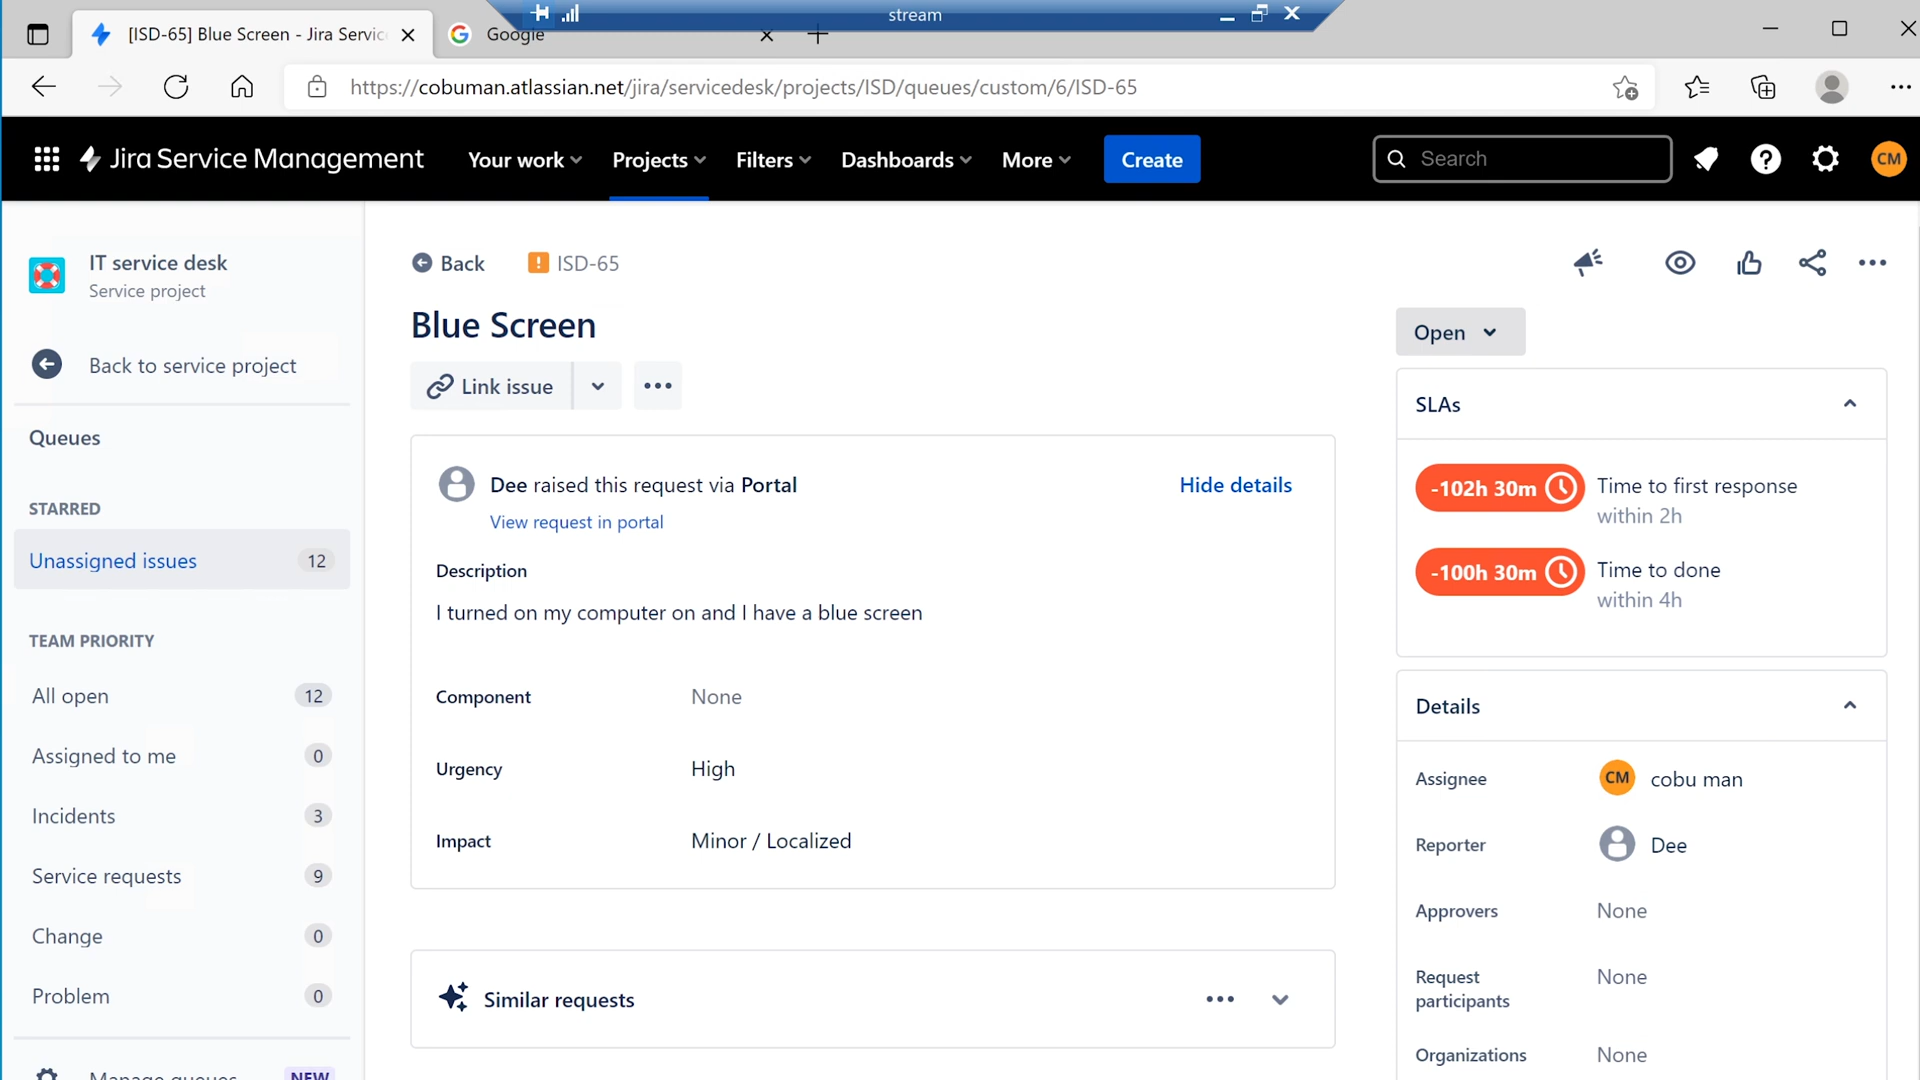 stream
[ISD-65] Blue Screen - Jira Servic
Google
https://cobuman.atlassian.net/jira/servicedesk/projects/ISD/queues/custom/6/ISD-65
Jira Service Management
Your work
Projects
Filters
Dashboards
More
Create
Search
CM
IT service desk
Service project
Back to service project
Queues
STARRED
Unassigned issues 12
TEAM PRIORITY
All open 12
Assigned to me 0
Incidents 3
Service requests 9
Change 0
Problem 0
Manage queues NEW
Back
ISD-65
Blue Screen
Link issue
Dee raised this request via Portal
Hide details
View request in portal
Description
I turned on my computer on and I have a blue screen
Component None
Urgency High
Impact Minor / Localized
Similar requests
Open
SLAs
-102h 30m Time to first response
within 2h
-100h 30m Time to done
within 4h
Details
Assignee CM cobu man
Reporter Dee
Approvers None
Request None
participants
Organizations None